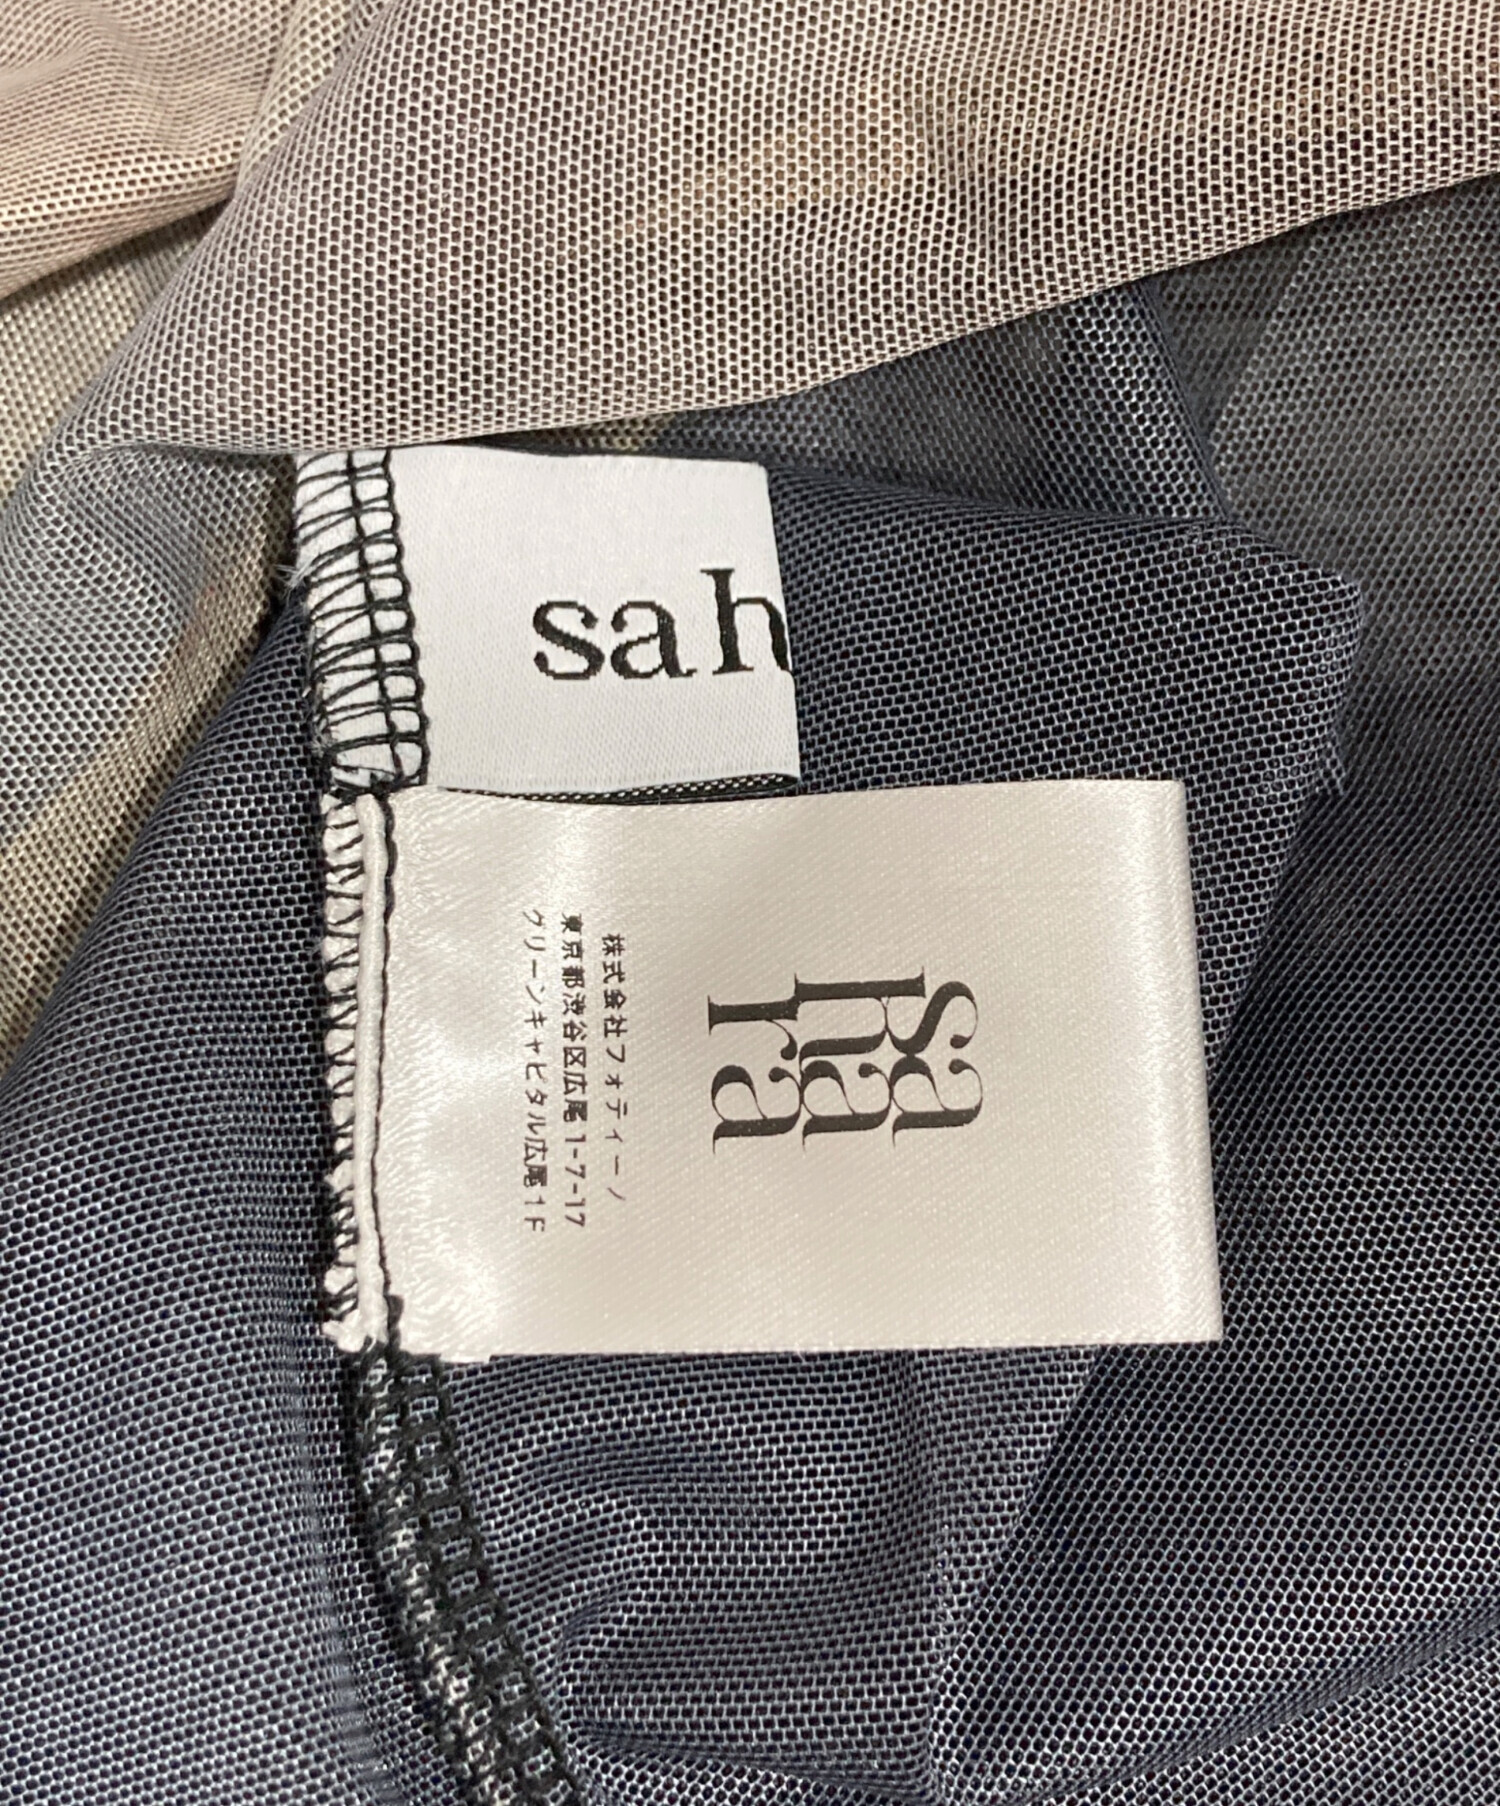 sah
sa
ha
ra
株式会社フォティーノ
東京都渋谷区広尾1-7-17
グリーンキャピタル広尾1F